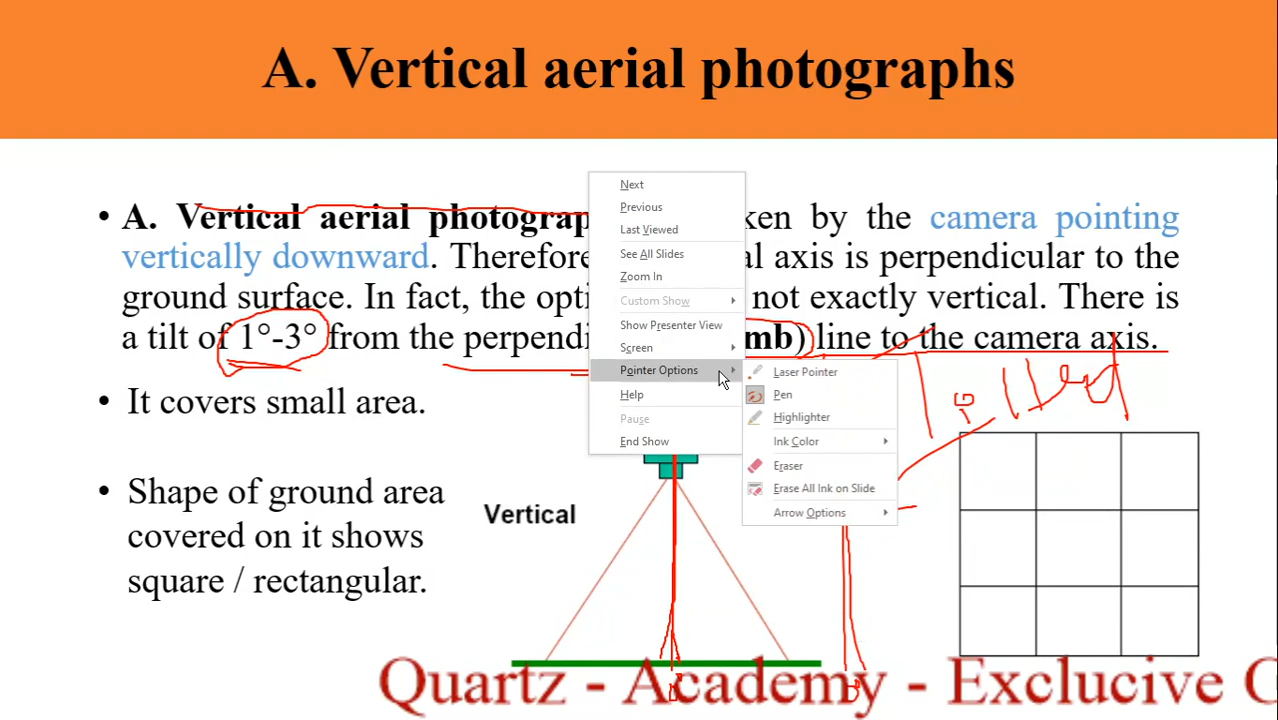 A. Vertical aerial photographs
• A. Vertical aerial photograp ken by the camera pointing
vertically downward. Therefore al axis is perpendicular to the
ground surface. In fact, the opti not exactly vertical. There is
a tilt of 1°-3° from the perpendi mb) line to the camera axis.
• It covers small area.
• Shape of ground area
covered on it shows
square / rectangular.
Next
Previous
Last Viewed
See All Slides
Zoom In
Custom Show
Show Presenter View
Screen
Pointer Options
Help
Pause
End Show
Laser Pointer
Pen
Highlighter
Ink Color
Eraser
Erase All Ink on Slide
Arrow Options
Tilted
Vertical
Quartz - Academy - Exclucive C